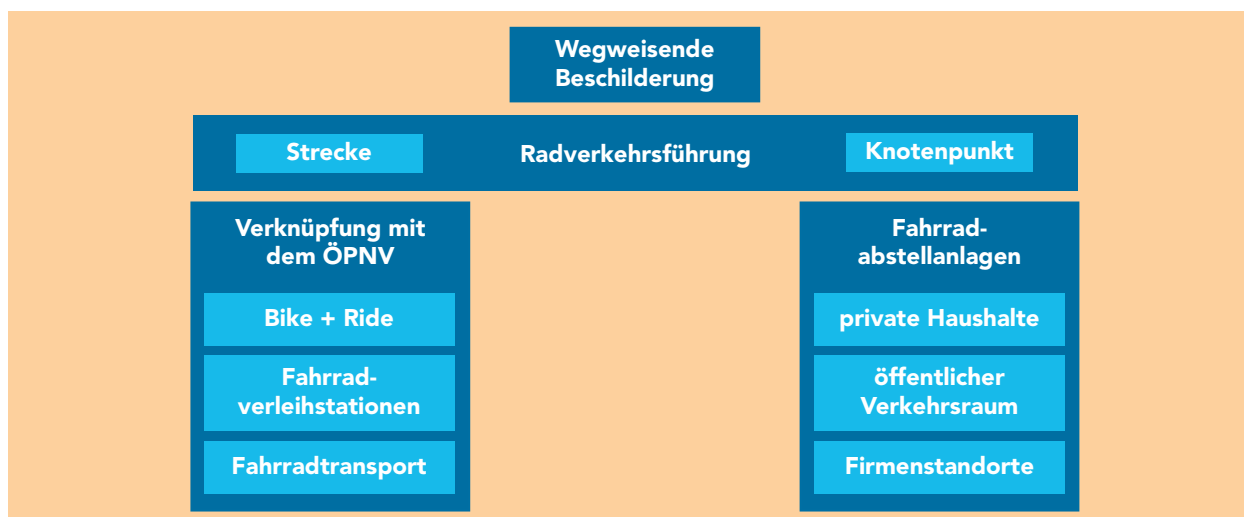 Wegweisende
Beschilderung
Strecke
Radverkehrsführung
Knotenpunkt
Verknüpfung mit
dem ÖPNV
Bike + Ride
Fahrrad-
verleihstationen
Fahrradtransport
Fahrrad-
abstellanlagen
private Haushalte
öffentlicher
Verkehrsraum
Firmenstandorte